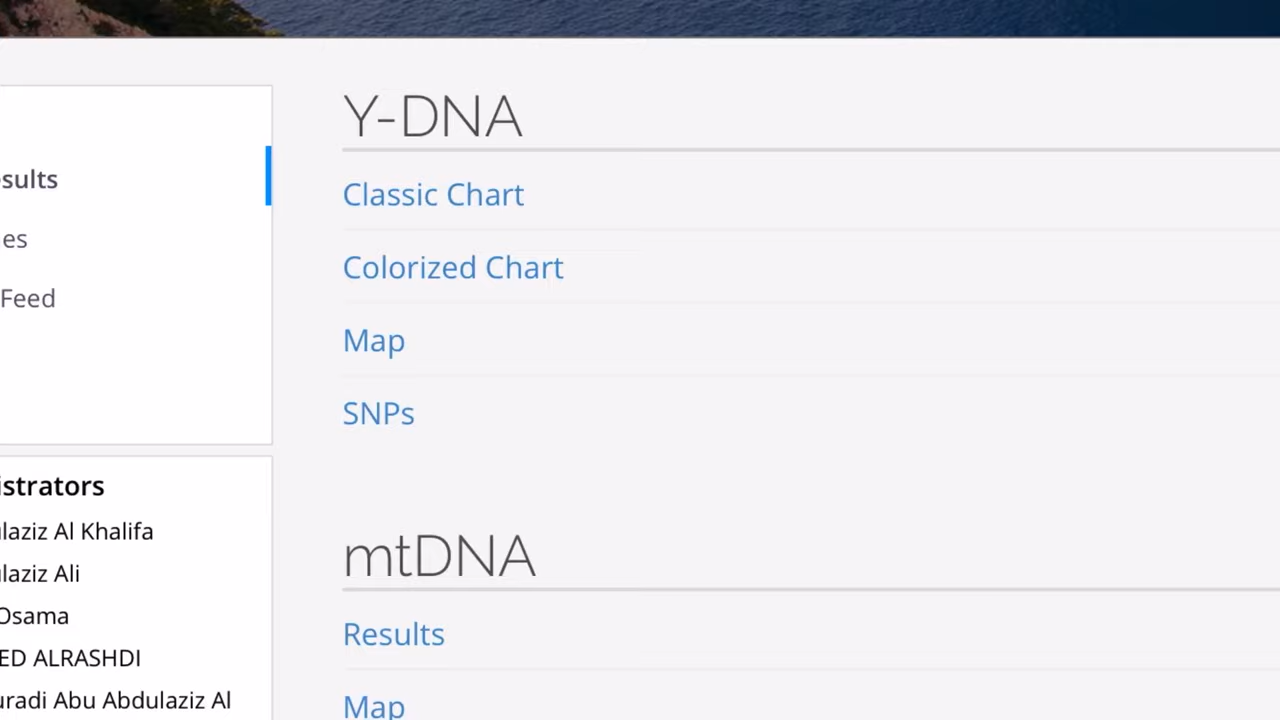 sults
es
Feed
istrators
laziz Al Khalifa
laziz Ali
Osama
ED ALRASHDI
uradi Abu Abdulaziz Al
Y-DNA
Classic Chart
Colorized Chart
Map
SNPs
mtDNA
Results
Map